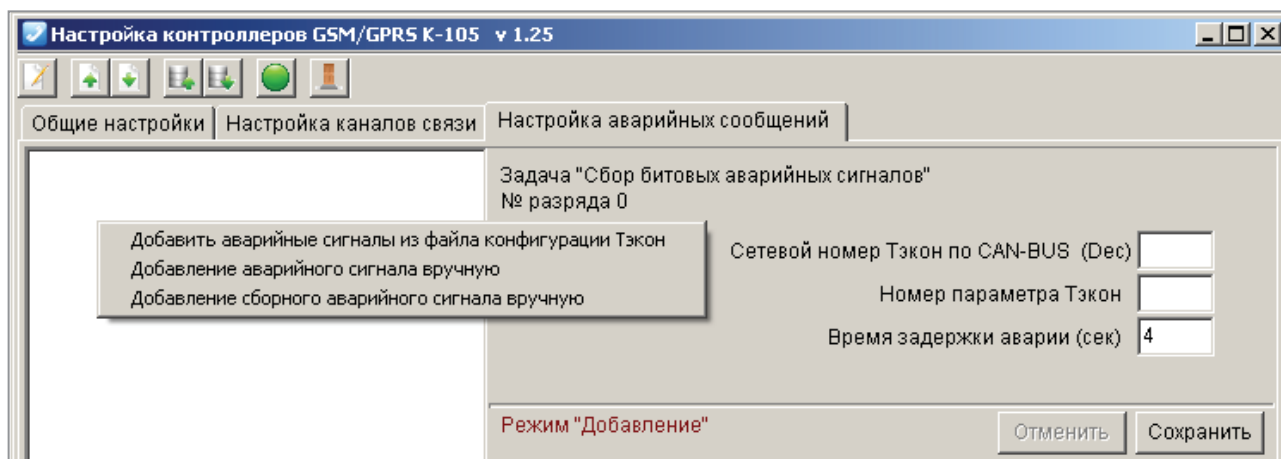 Настройка контроллеров GSM/GPRS К-105 v 1.25
Общие настройки
Настройка каналов связи
Настройка аварийных сообщений
Задача "Сбор битовых аварийных сигналов"
№ разряда 0
Добавить аварийные сигналы из файла конфигурации Тэкон
Добавление аварийного сигнала вручную
Добавление сборного аварийного сигнала вручную
Сетевой номер Тэкон по CAN-BUS (Dec)
Номер параметра Тэкон
Время задержки аварии (сек) 4
Режим "Добавление"
Отменить
Сохранить